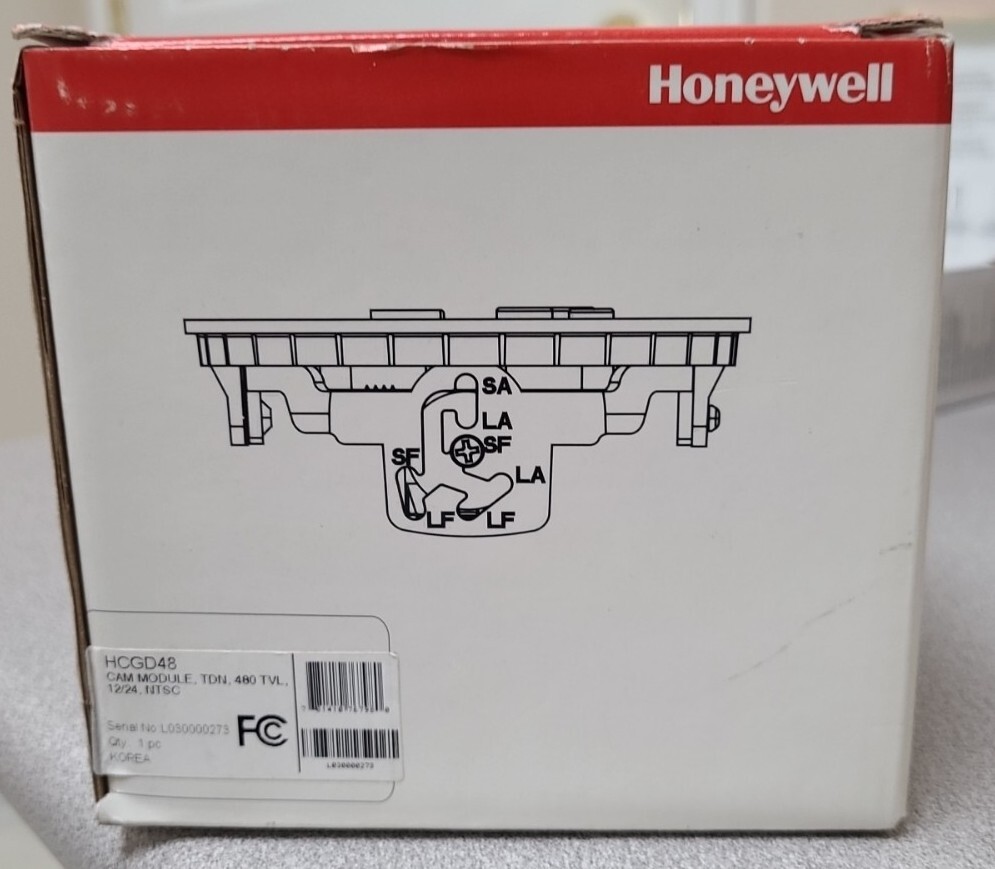 Honeywell
SA
LA
SF
SF
LA
LF
LF
HCGD48
CAM MODULE, TDN, 480 TVL,
12/24, NTSC
Serial No L030000273
Qty 1 pc
KOREA
FC
L030000273